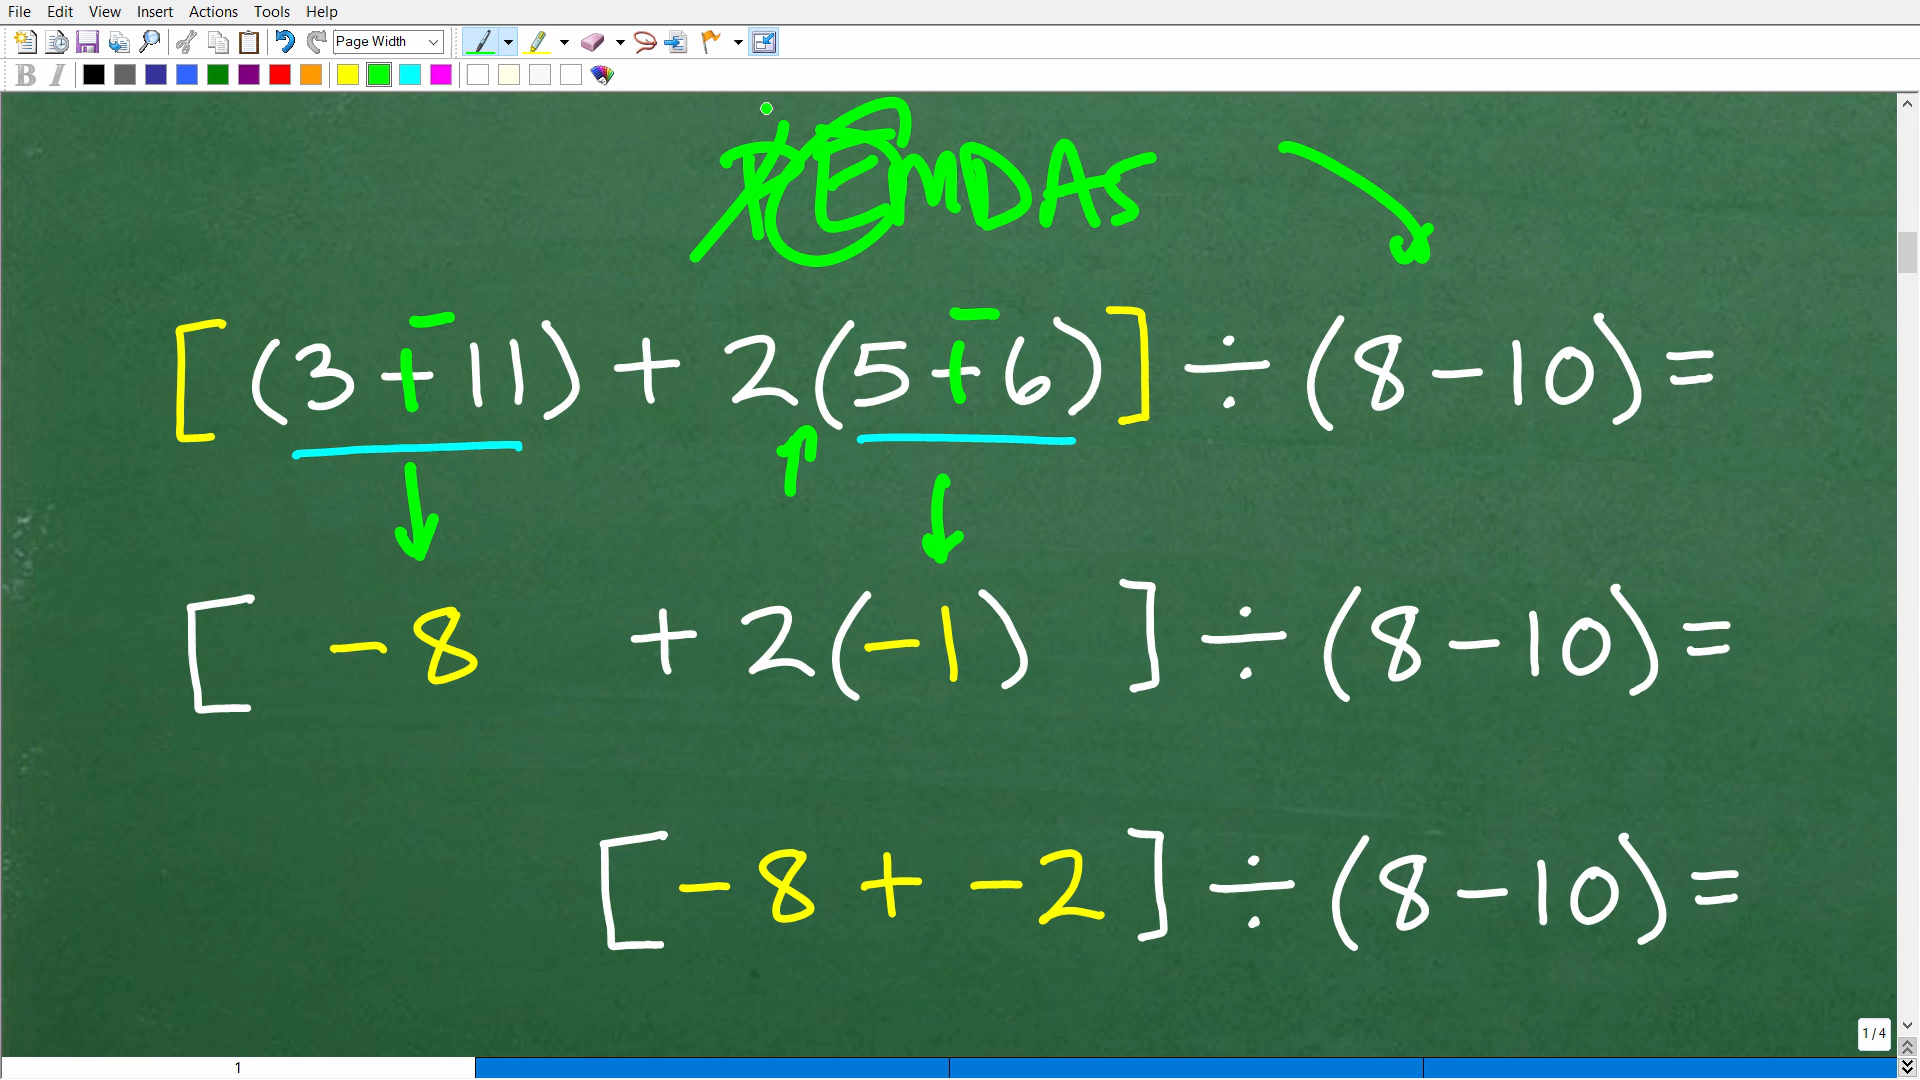 File Edit View Insert Actions Tools Help
Page Width
B I
PEMDAS
[(3 - 11) + 2(5 - 6)] ÷ (8 - 10) =
[ -8 + 2(-1) ] ÷ (8 - 10) =
[-8 + -2] ÷ (8 - 10) =
1 / 4
1